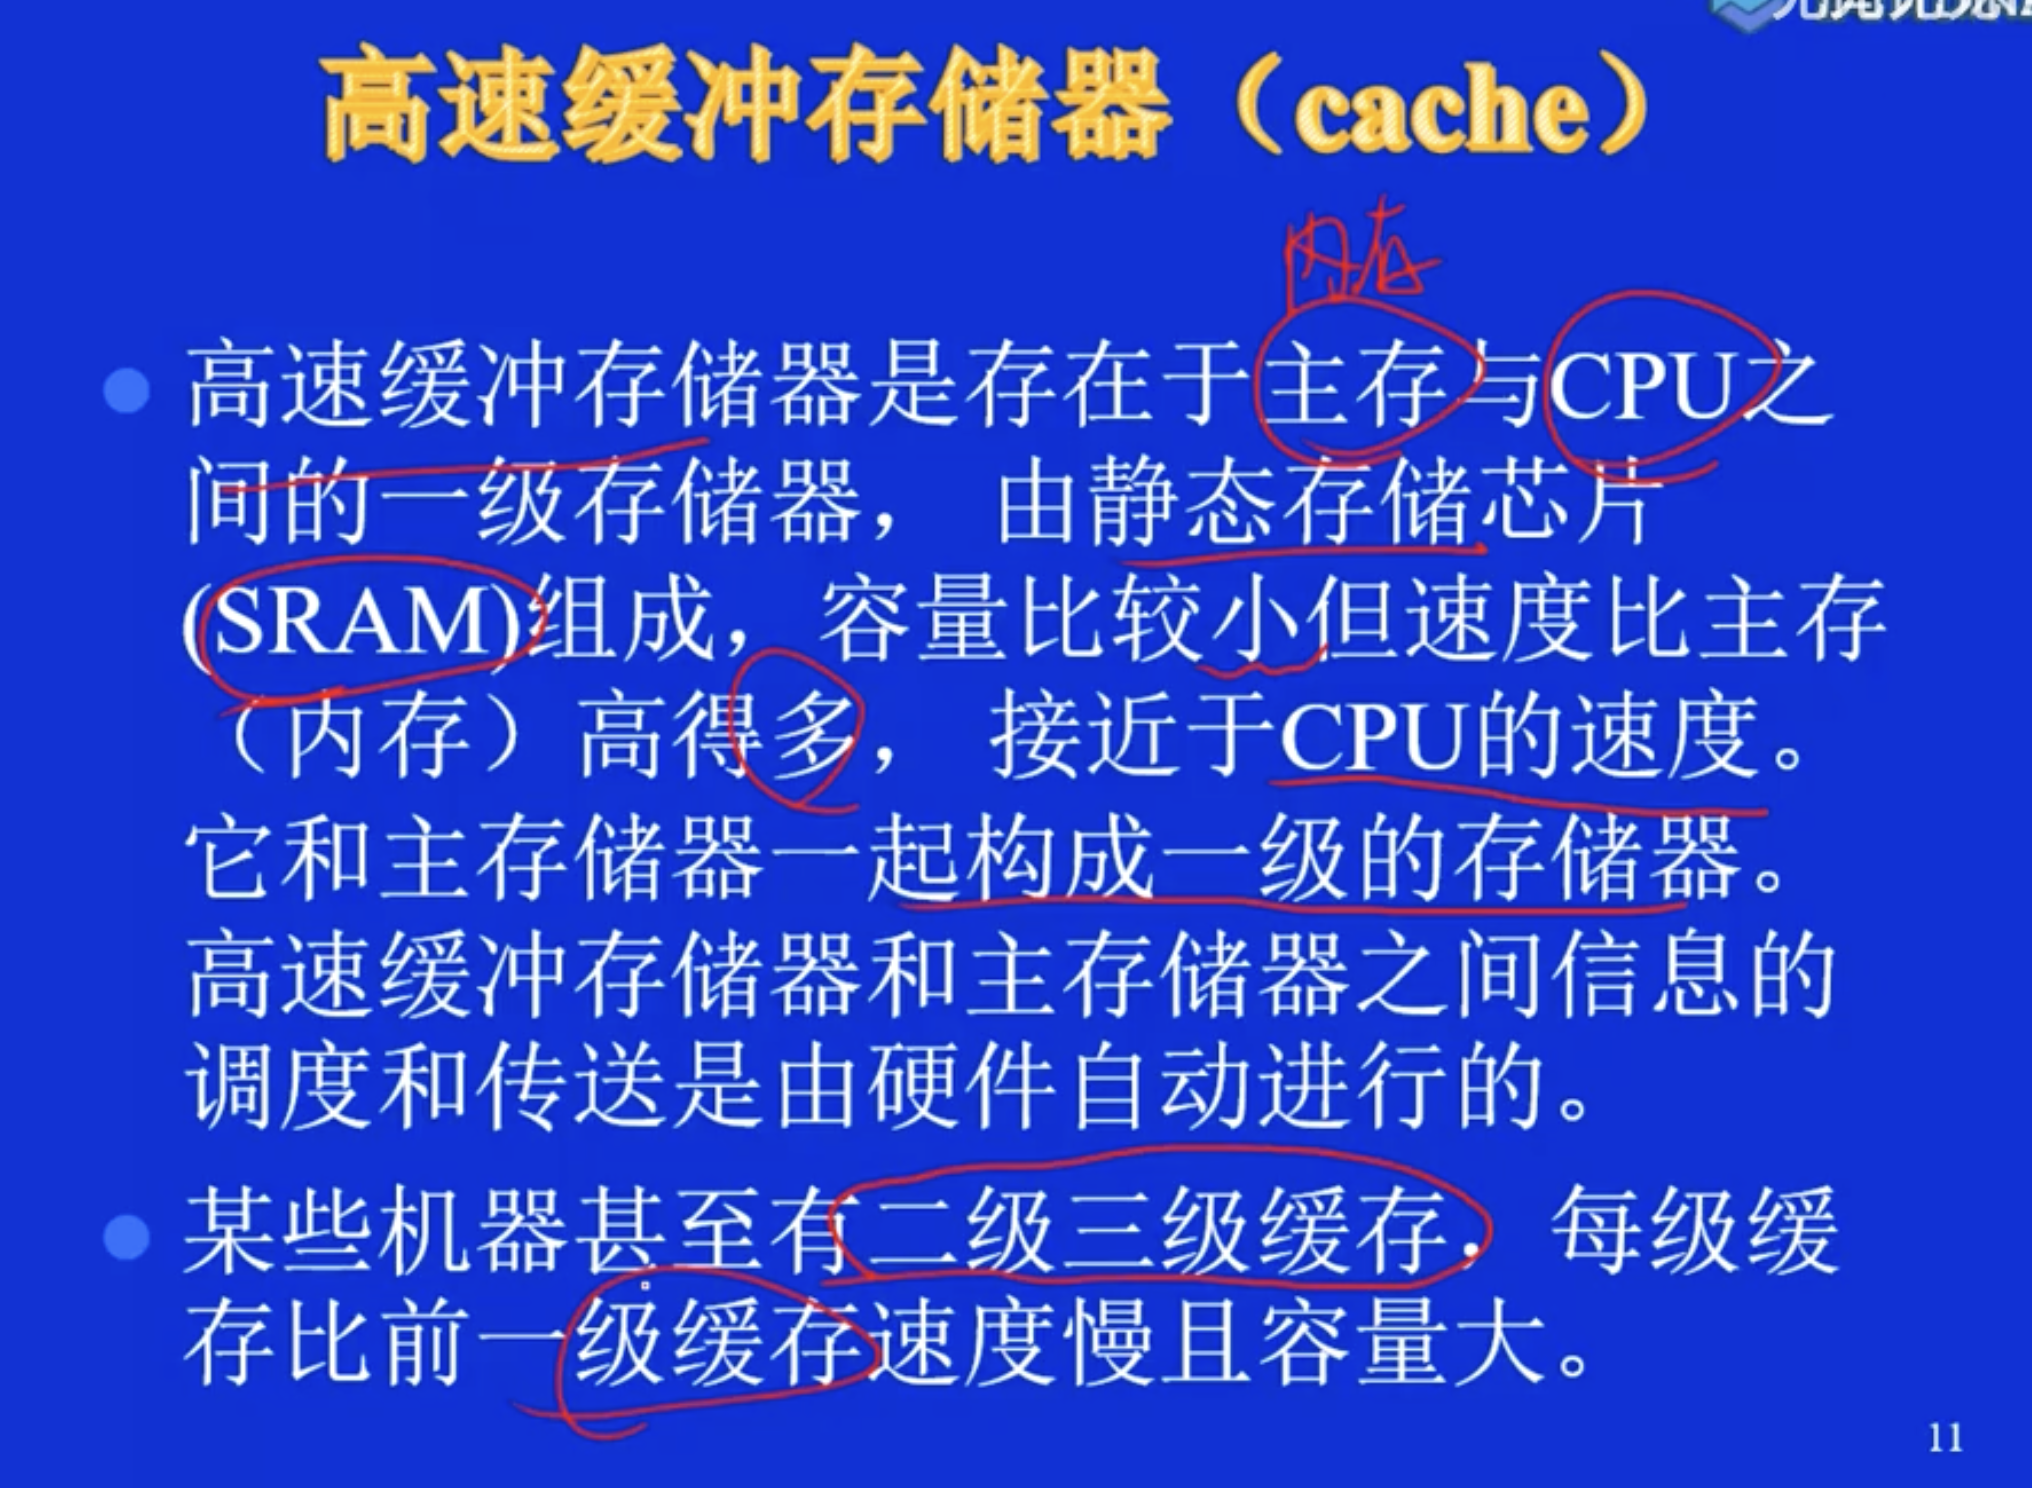 高速缓冲存储器（cache）
内存
高速缓冲存储器是存在于主存与CPU之
间的一级存储器， 由静态存储芯片
(SRAM)组成，容量比较小但速度比主存
（内存）高得多， 接近于CPU的速度。
它和主存储器一起构成一级的存储器。
高速缓冲存储器和主存储器之间信息的
调度和传送是由硬件自动进行的。
某些机器甚至有二级三级缓存， 每级缓
存比前一级缓存速度慢且容量大。
11